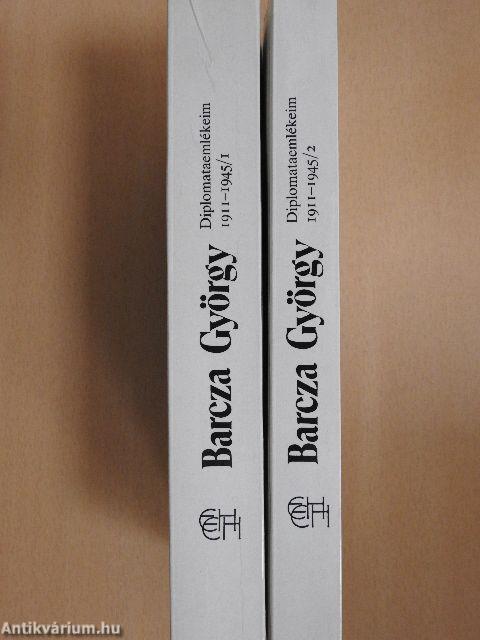 Barcza György
Diplomataemlékeim
1911–1945/1
Barcza György
Diplomataemlékeim
1911–1945/2
Antikvárium.hu